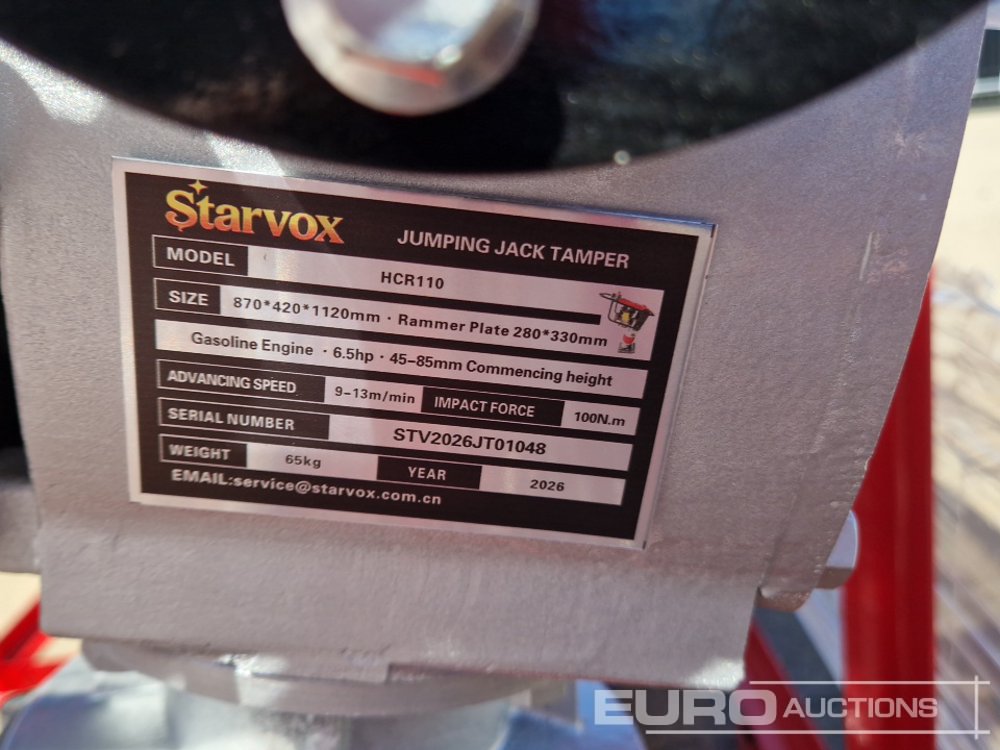 Starvox JUMPING JACK TAMPER
MODEL HCR110
SIZE 870*420*1120mm · Rammer Plate 280*330mm
Gasoline Engine · 6.5hp · 45-85mm Commencing height
ADVANCING SPEED 9-13m/min IMPACT FORCE 100N.m
SERIAL NUMBER STV2026JT01048
WEIGHT 65kg YEAR 2026
EMAIL:service@starvox.com.cn
EURO AUCTIONS